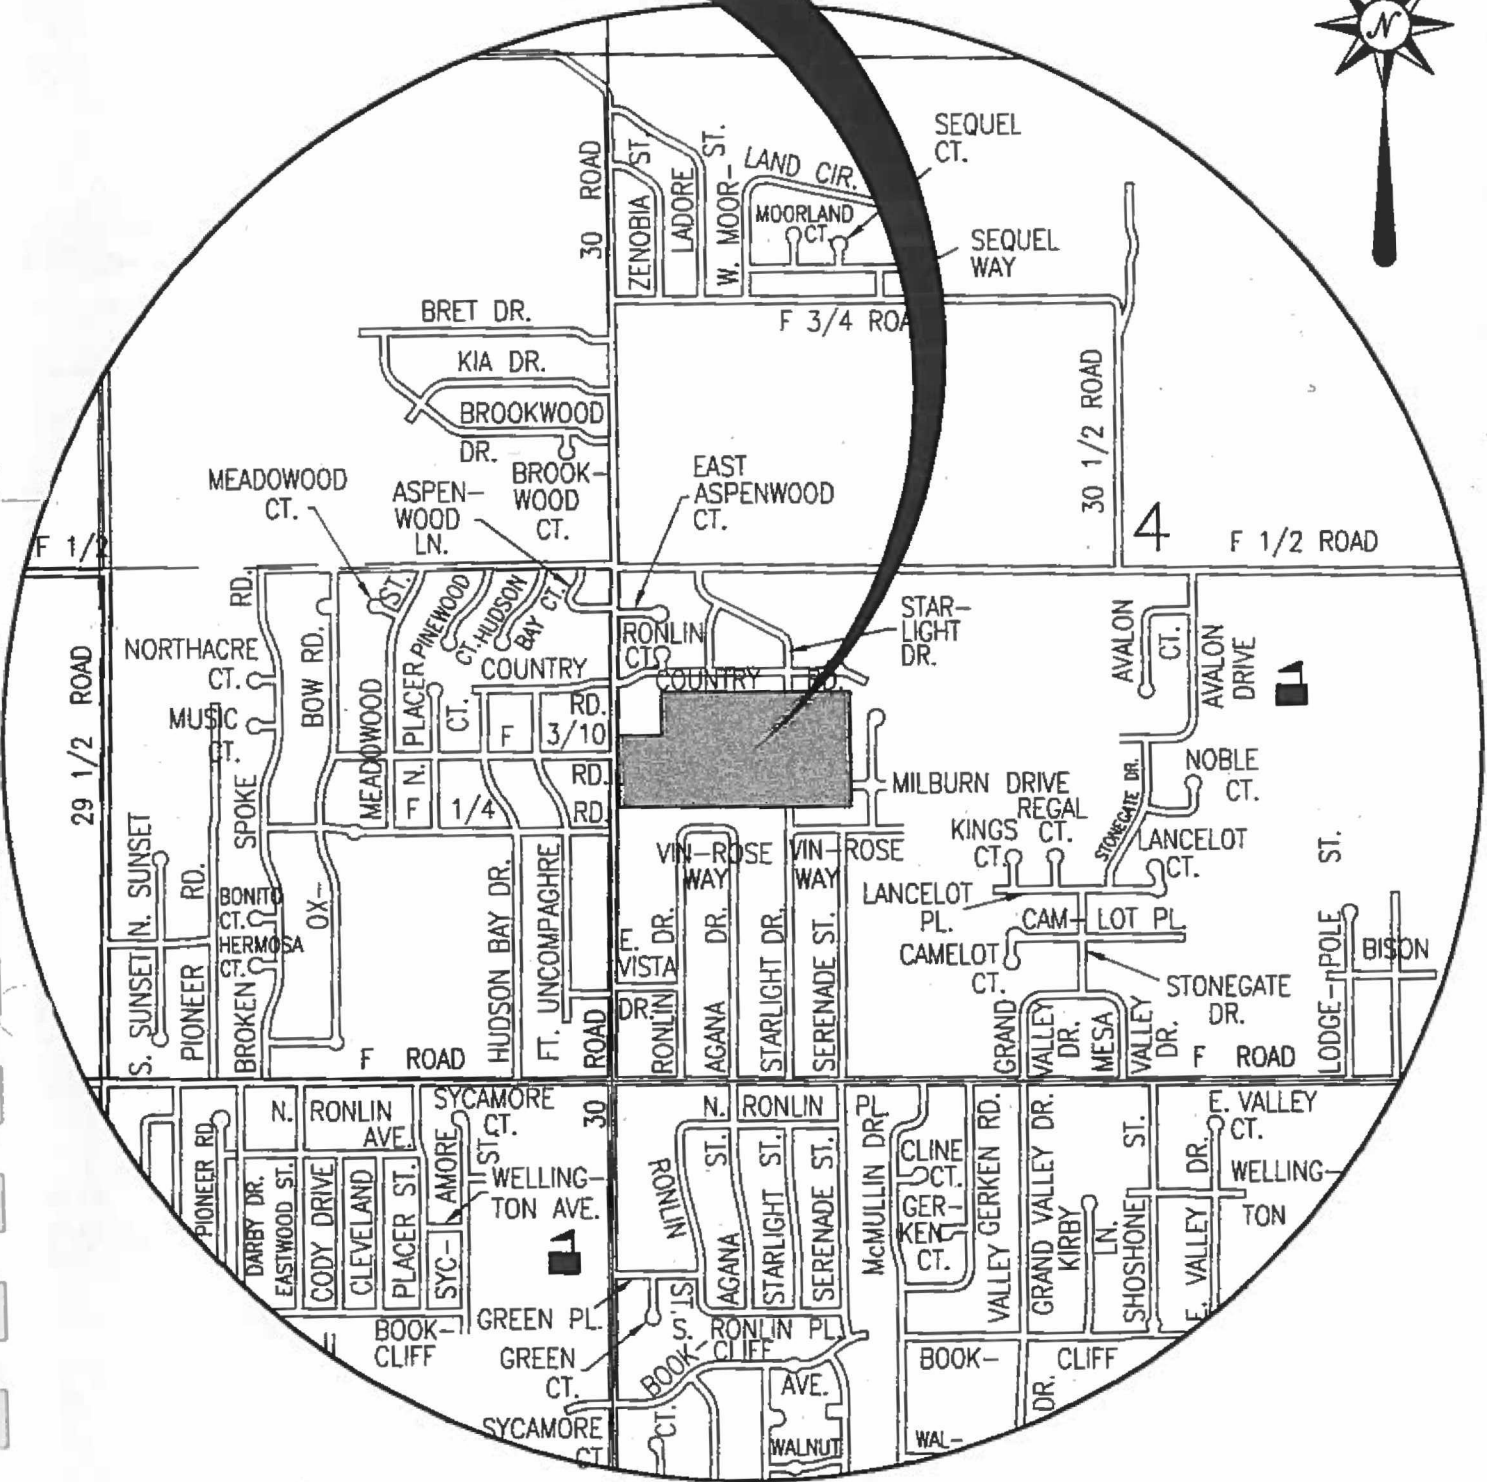 N
SEQUEL
CT.
30 ROAD
ZENOBIA ST.
LADORE
ST.
W. MOOR-
LAND CIR.
MOORLAND
CT.
SEQUEL
WAY
F 3/4 ROA
BRET DR.
KIA DR.
BROOKWOOD
DR.
BROOK-
WOOD
CT.
30 1/2 ROAD
MEADOWOOD
CT.
ASPEN-
WOOD
LN.
EAST
ASPENWOOD
CT.
4
F 1/2
F 1/2 ROAD
29 1/2 ROAD
RD.
ST.
PINEWOOD
CT.
HUDSON
BAY CT.
RONLIN
CT.
STAR-
LIGHT
DR.
AVALON
CT.
AVALON
DRIVE
NORTHACRE
CT.
MUSIC
CT.
BOW RD.
MEADOWOOD
PLACER
CT.
COUNTRY
RD.
COUNTRY RD.
F 3/10
RD.
N.
F 1/4
RD.
SPOKE
MILBURN DRIVE
NOBLE
CT.
STONEGATE DR.
REGAL
CT.
KINGS
CT.
LANCELOT
CT.
VIN-ROSE
WAY
VIN-ROSE
WAY
LANCELOT
PL.
CAM- LOT PL.
CAMELOT
CT.
STONEGATE
DR.
S. SUNSET
N. SUNSET
PIONEER RD.
BONITO
CT.
HERMOSA
CT.
BROKEN
OX-
HUDSON BAY DR.
FT. UNCOMPAGHRE
E.
VISTA
DR.
RONLIN DR.
AGANA DR.
STARLIGHT DR.
SERENADE ST.
GRAND
VALLEY
DR.
MESA
VALLEY
DR.
LODGE-POLE
ST.
BISON
F ROAD
30 ROAD
F ROAD
PIONEER RD.
N. RONLIN
AVE.
DARBY DR.
EASTWOOD ST.
CODY DRIVE
CLEVELAND
PLACER ST.
SYC-
AMORE
ST.
SYCAMORE
CT.
WELLING-
TON AVE.
N. RONLIN PL.
RONLIN
ST.
AGANA ST.
STARLIGHT ST.
SERENADE ST.
McMULLIN DR.
CLINE
CT.
GER-
KEN
CT.
VALLEY GERKEN RD.
GRAND VALLEY DR.
KIRBY
LN.
SHOSHONE ST.
E. VALLEY DR.
E. VALLEY
CT.
WELLING-
TON
GREEN PL.
GREEN
CT.
S. RONLIN PL.
BOOK-
CLIFF
BOOK-
CLIFF
AVE.
BOOK- CLIFF
DR.
SYCAMORE
CT.
CT.
WALNUT
WAL-